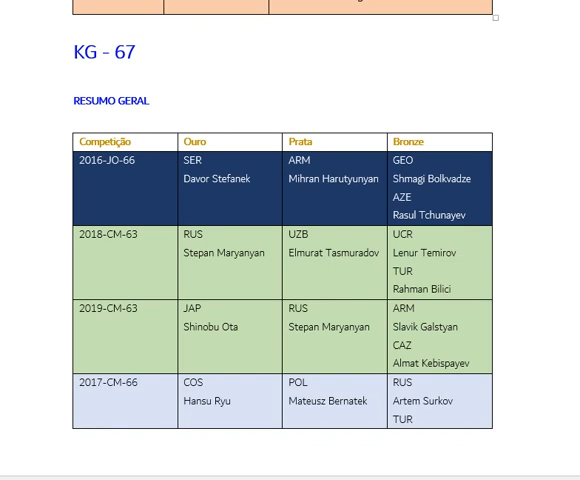 KG - 67
RESUMO GERAL
Competição Ouro Prata Bronze
2016-JO-66 SER ARM GEO
Davor Stefanek Mihran Harutyunyan Shmagi Bolkvadze
AZE
Rasul Tchunayev
2018-CM-63 RUS UZB UCR
Stepan Maryanyan Elmurat Tasmuradov Lenur Temirov
TUR
Rahman Bilici
2019-CM-63 JAP RUS ARM
Shinobu Ota Stepan Maryanyan Slavik Galstyan
CAZ
Almat Kebispayev
2017-CM-66 COS POL RUS
Hansu Ryu Mateusz Bernatek Artem Surkov
TUR